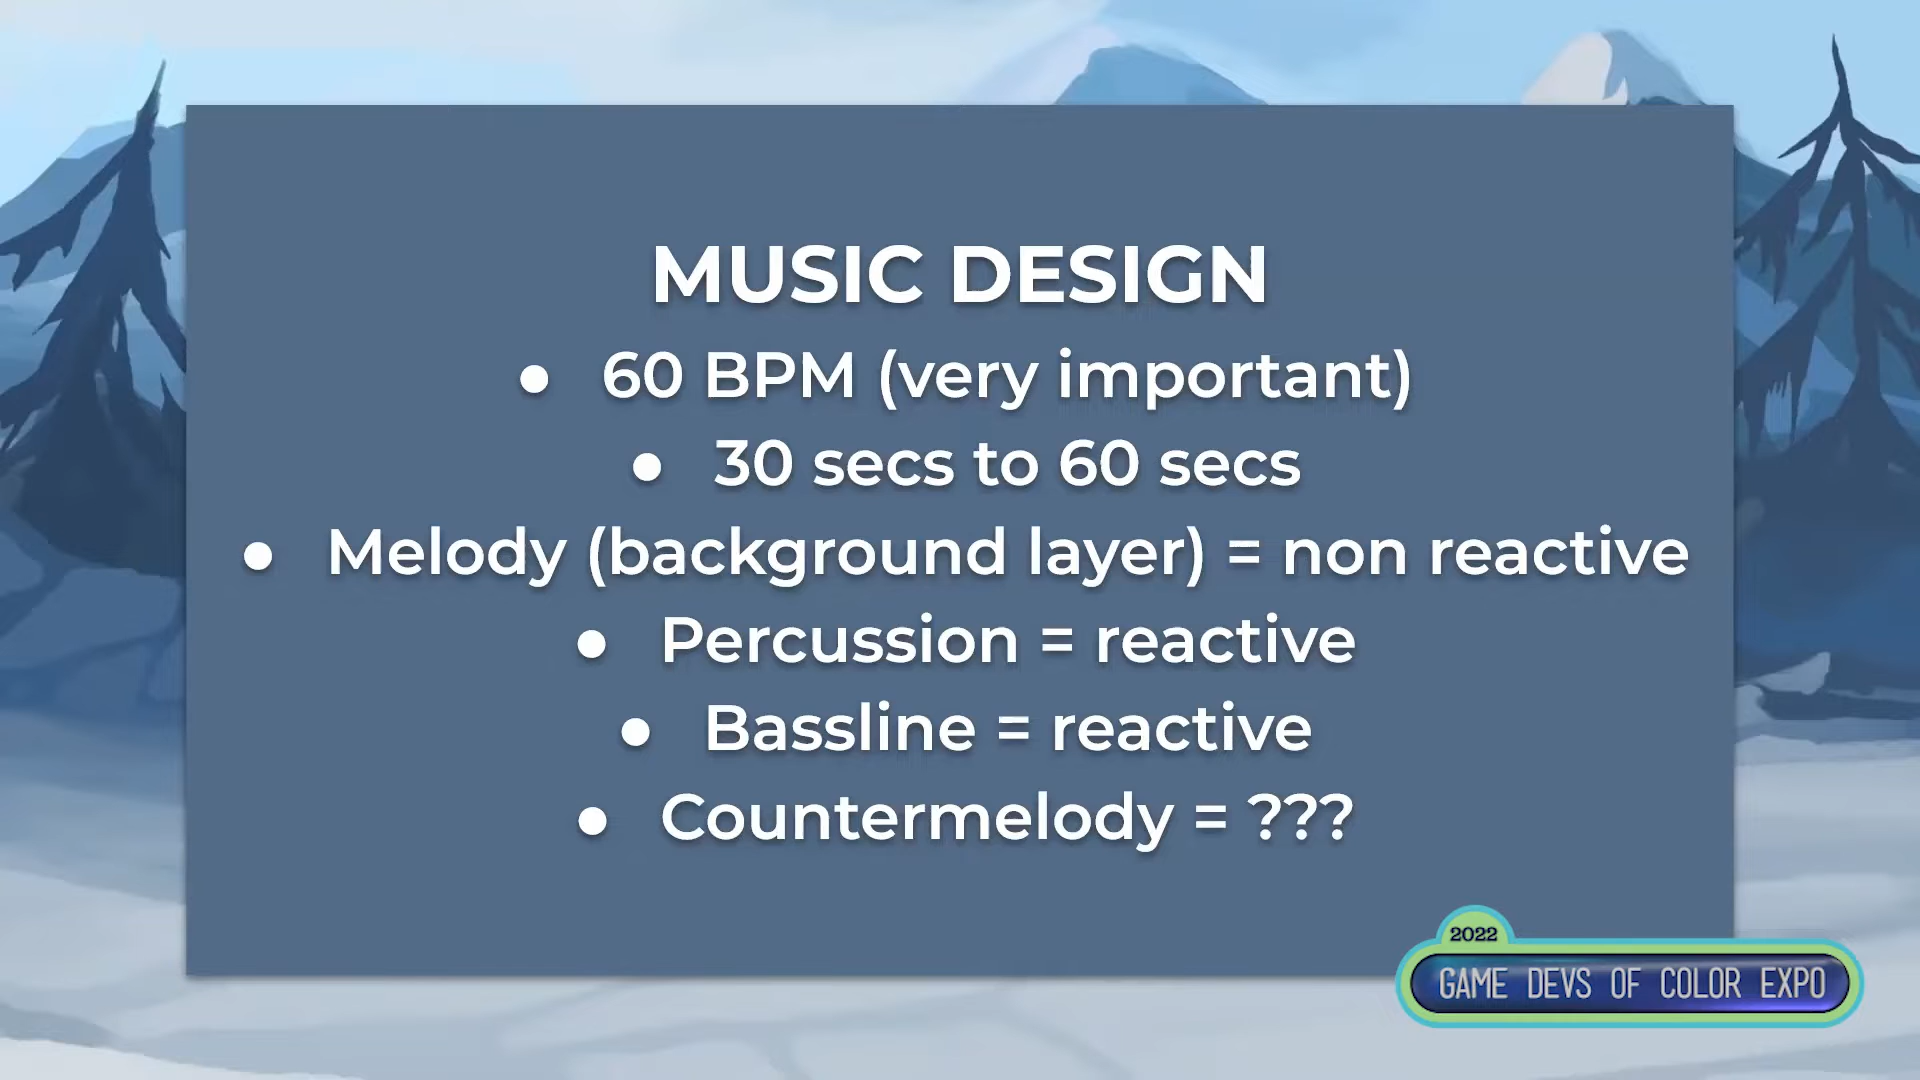 MUSIC DESIGN
● 60 BPM (very important)
● 30 secs to 60 secs
● Melody (background layer) = non reactive
● Percussion = reactive
● Bassline = reactive
● Countermelody = ???
2022
GAME DEVS OF COLOR EXPO